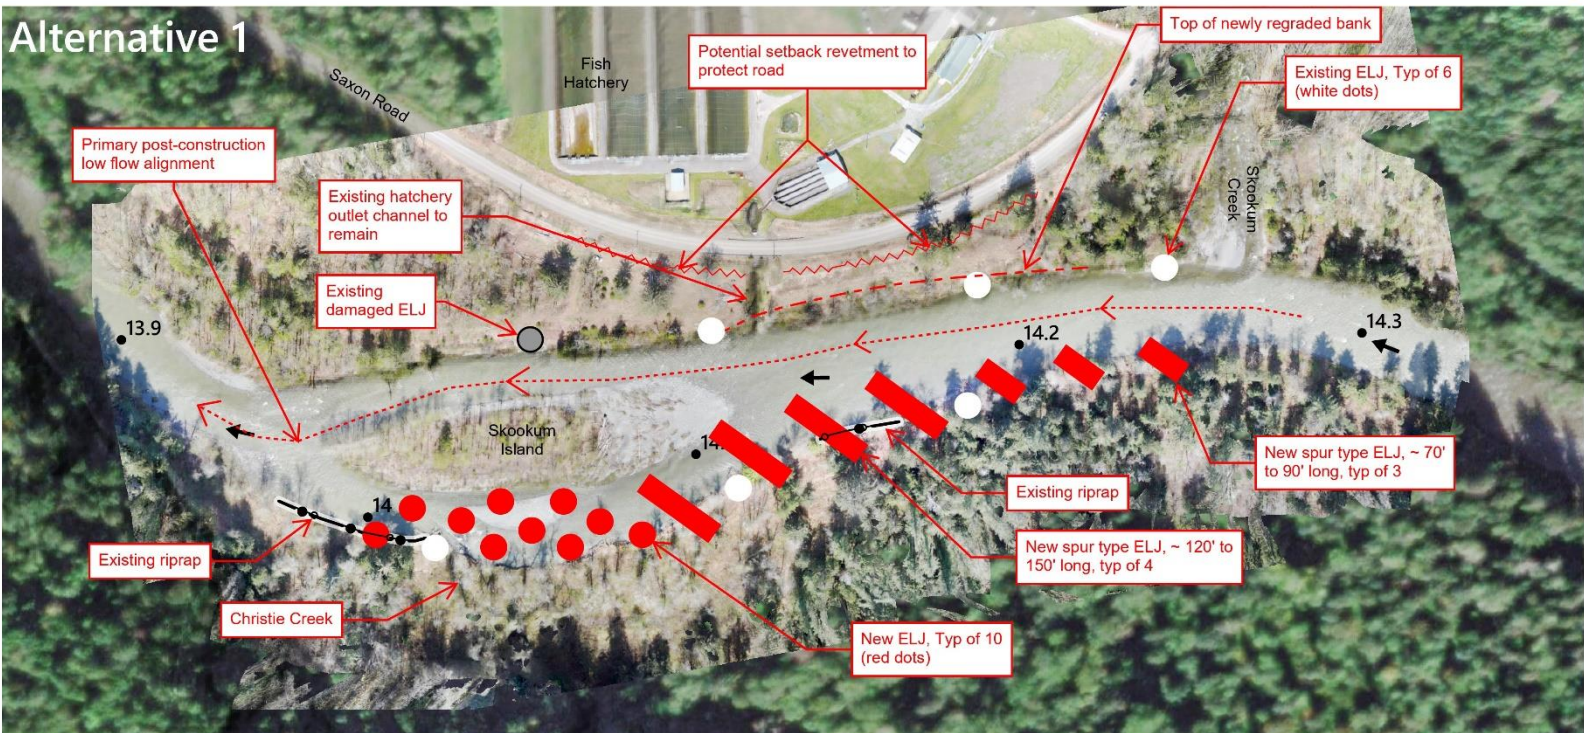 Alternative 1
Saxon Road
Fish
Hatchery
Potential setback revetment to
protect road
Top of newly regraded bank
Existing ELJ, Typ of 6
(white dots)
Primary post-construction
low flow alignment
Existing hatchery
outlet channel to
remain
Skookum
Creek
Existing
damaged ELJ
13.9
14.2
14.3
Skookum
Island
14.
14
Existing riprap
New spur type ELJ, ~ 70'
to 90' long, typ of 3
Existing riprap
New spur type ELJ, ~ 120' to
150' long, typ of 4
Christie Creek
New ELJ, Typ of 10
(red dots)